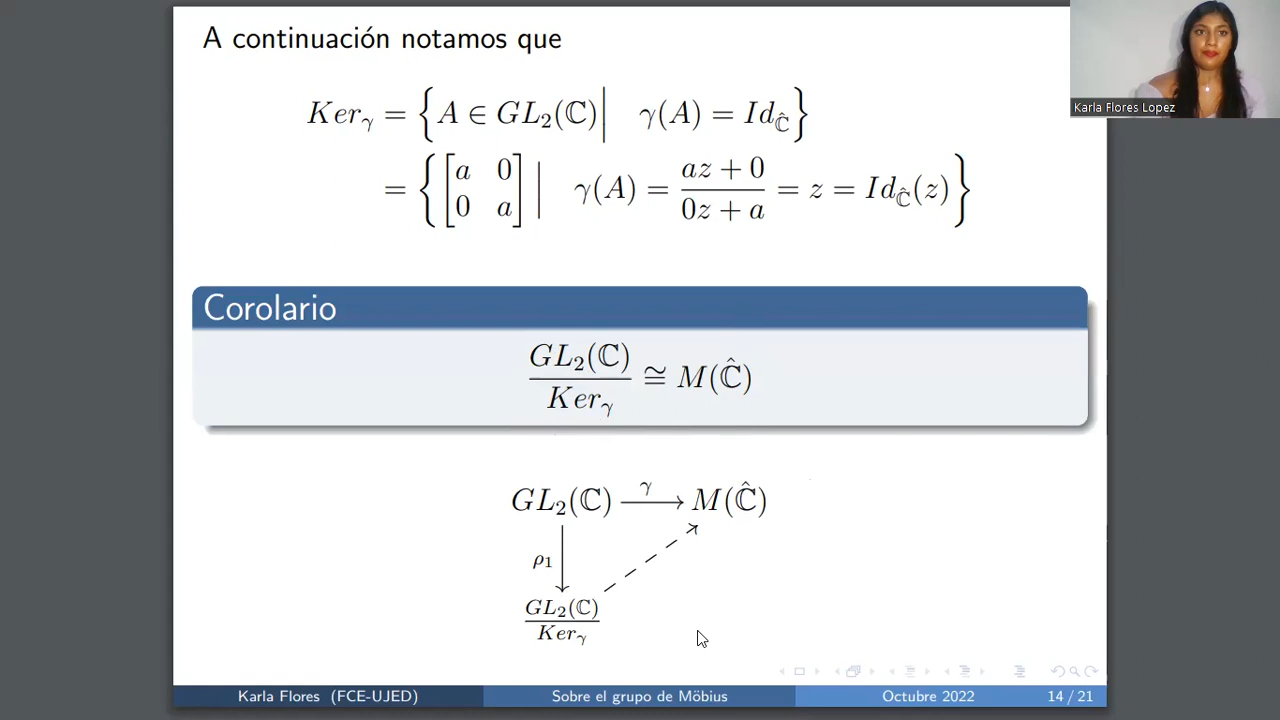 A continuación notamos que
Ker_γ = { A ∈ GL_2(ℂ) | γ(A) = Id_Ĉ }
= { [a 0; 0 a] | γ(A) = (az + 0)/(0z + a) = z = Id_Ĉ(z) }
Karla Flores Lopez
Corolario
GL_2(ℂ)/Ker_γ ≅ M(Ĉ)
GL_2(ℂ) →^γ M(Ĉ)
ρ_1
GL_2(ℂ)/Ker_γ
Karla Flores (FCE-UJED) Sobre el grupo de Möbius Octubre 2022 14 / 21